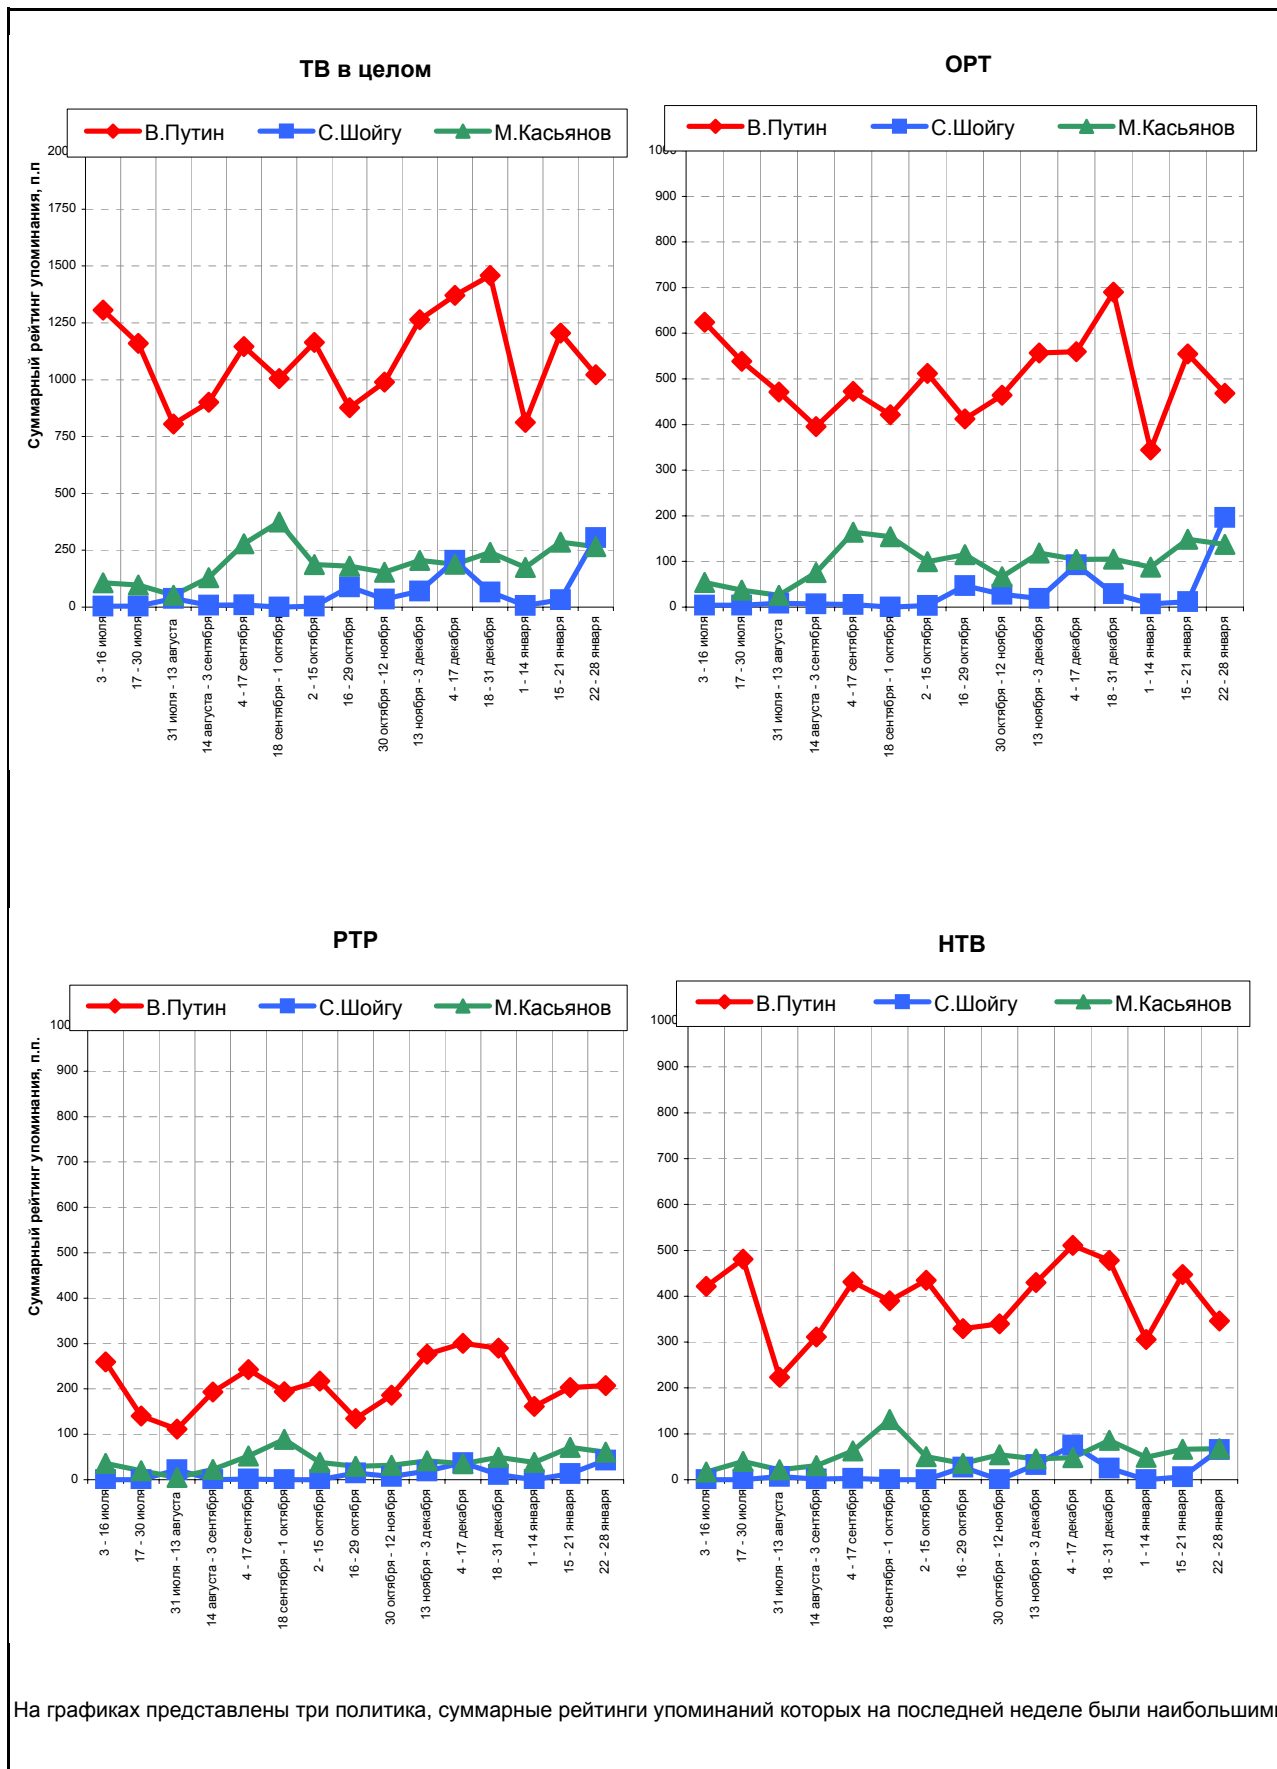 ТВ в целом
В.Путин С.Шойгу М.Касьянов
Суммарный рейтинг упоминания, п.п
200
1750
1500
1250
1000
750
500
250
0
3 - 16 июля
17 - 30 июля
31 июля - 13 августа
14 августа - 3 сентября
4 - 17 сентября
18 сентября - 1 октября
2 - 15 октября
16 - 29 октября
30 октября - 12 ноября
13 ноября - 3 декабря
4 - 17 декабря
18 - 31 декабря
1 - 14 января
15 - 21 января
22 - 28 января
ОРТ
В.Путин С.Шойгу М.Касьянов
1000
900
800
700
600
500
400
300
200
100
0
3 - 16 июля
17 - 30 июля
31 июля - 13 августа
14 августа - 3 сентября
4 - 17 сентября
18 сентября - 1 октября
2 - 15 октября
16 - 29 октября
30 октября - 12 ноября
13 ноября - 3 декабря
4 - 17 декабря
18 - 31 декабря
1 - 14 января
15 - 21 января
22 - 28 января
РТР
В.Путин С.Шойгу М.Касьянов
Суммарный рейтинг упоминания, п.п.
100
900
800
700
600
500
400
300
200
100
0
3 - 16 июля
17 - 30 июля
31 июля - 13 августа
14 августа - 3 сентября
4 - 17 сентября
18 сентября - 1 октября
2 - 15 октября
16 - 29 октября
30 октября - 12 ноября
13 ноября - 3 декабря
4 - 17 декабря
18 - 31 декабря
1 - 14 января
15 - 21 января
22 - 28 января
НТВ
В.Путин С.Шойгу М.Касьянов
1000
900
800
700
600
500
400
300
200
100
0
3 - 16 июля
17 - 30 июля
31 июля - 13 августа
14 августа - 3 сентября
4 - 17 сентября
18 сентября - 1 октября
2 - 15 октября
16 - 29 октября
30 октября - 12 ноября
13 ноября - 3 декабря
4 - 17 декабря
18 - 31 декабря
1 - 14 января
15 - 21 января
22 - 28 января
На графиках представлены три политика, суммарные рейтинги упоминаний которых на последней неделе были наибольшими